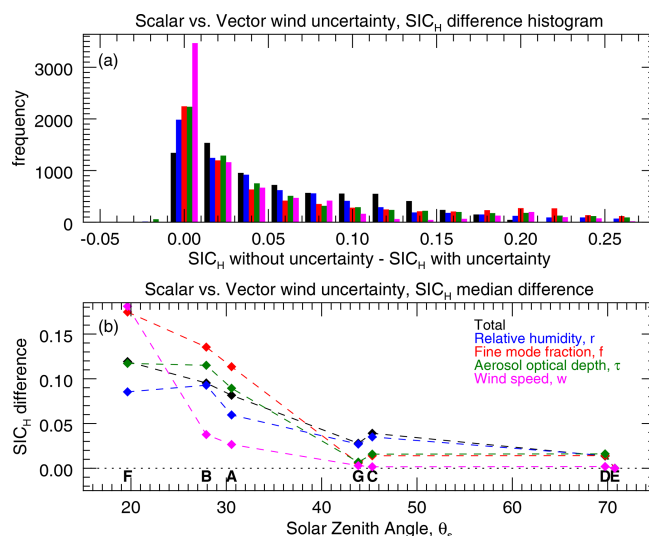 Scalar vs. Vector wind uncertainty, SIC_H difference histogram
(a)
frequency
3000
2000
1000
0
-0.05 0.00 0.05 0.10 0.15 0.20 0.25
SIC_H without uncertainty - SIC_H with uncertainty
Scalar vs. Vector wind uncertainty, SIC_H median difference
(b)
Total
Relative humidity, r
Fine mode fraction, f
Aerosol optical depth, τ
Wind speed, w
SIC_H difference
0.15
0.10
0.05
0.00
F B A G C D E
20 30 40 50 60 70
Solar Zenith Angle, θ_s